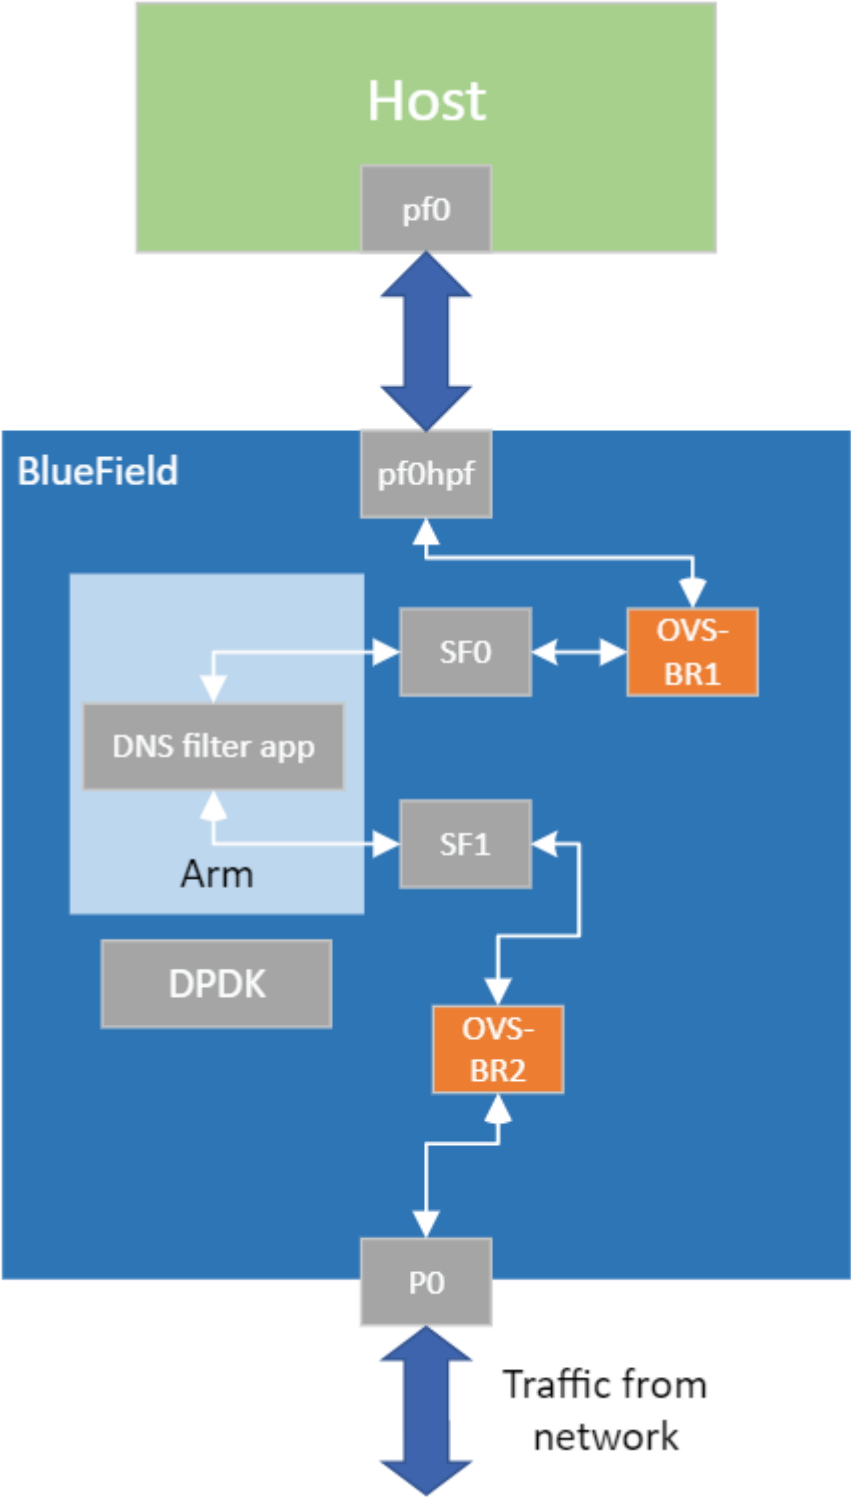 Host
pf0
BlueField
pf0hpf
SF0
OVS-
BR1
DNS filter app
SF1
Arm
DPDK
OVS-
BR2
P0
Traffic from
network